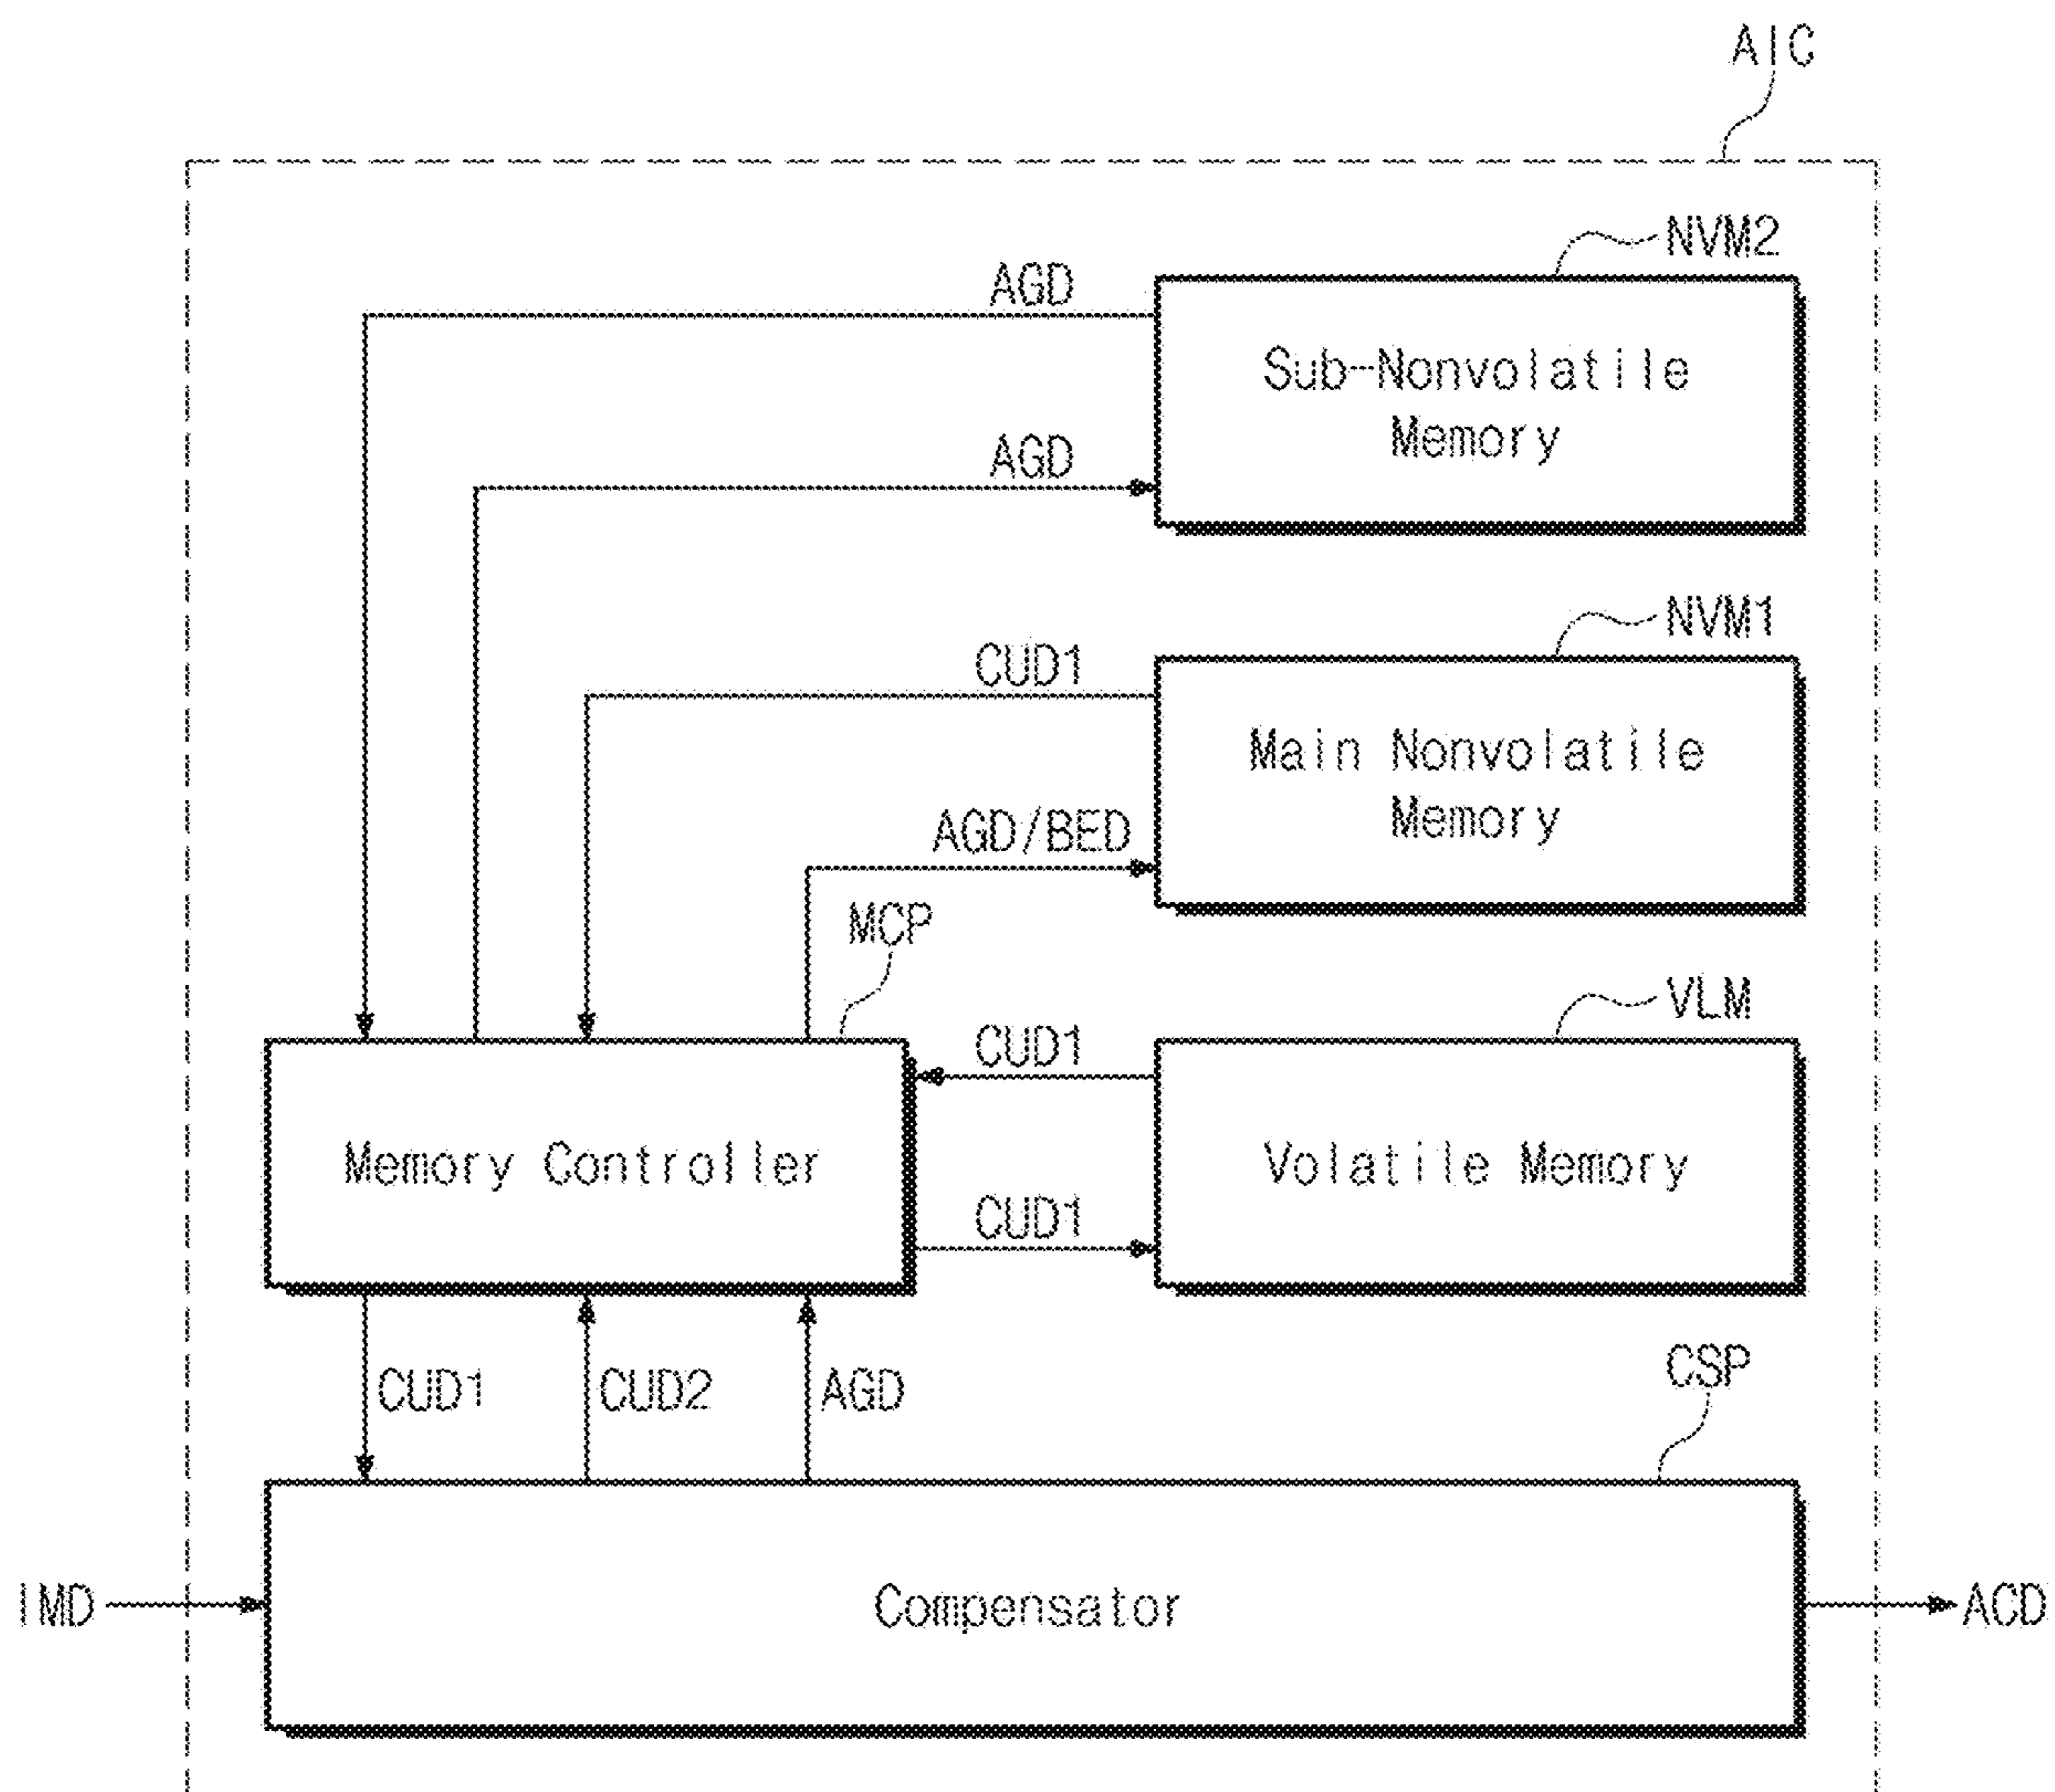 AIC
NVM2
AGD
Sub-Nonvolatile
Memory
AGD
NVM1
CUD1
Main Nonvolatile
Memory
AGD/BED
MCP
VLM
CUD1
Memory Controller
Volatile Memory
CUD1
CSP
CUD1
CUD2
AGD
IMD
Compensator
ACD